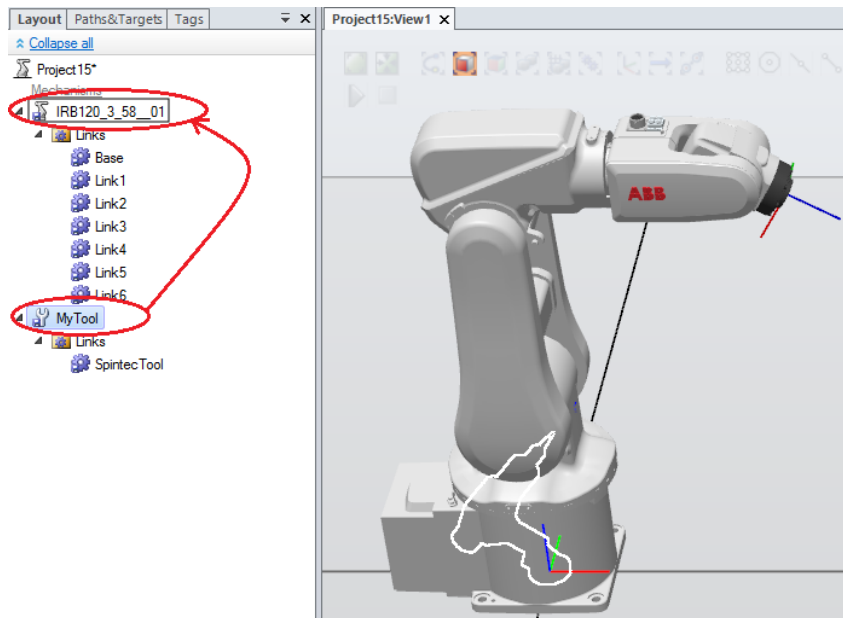 Layout Paths&Targets Tags
Collapse all
Project15*
Mechanisms
IRB120_3_58__01
Links
Base
Link1
Link2
Link3
Link4
Link5
Link6
MyTool
Links
SpintecTool
Project15:View1
ABB